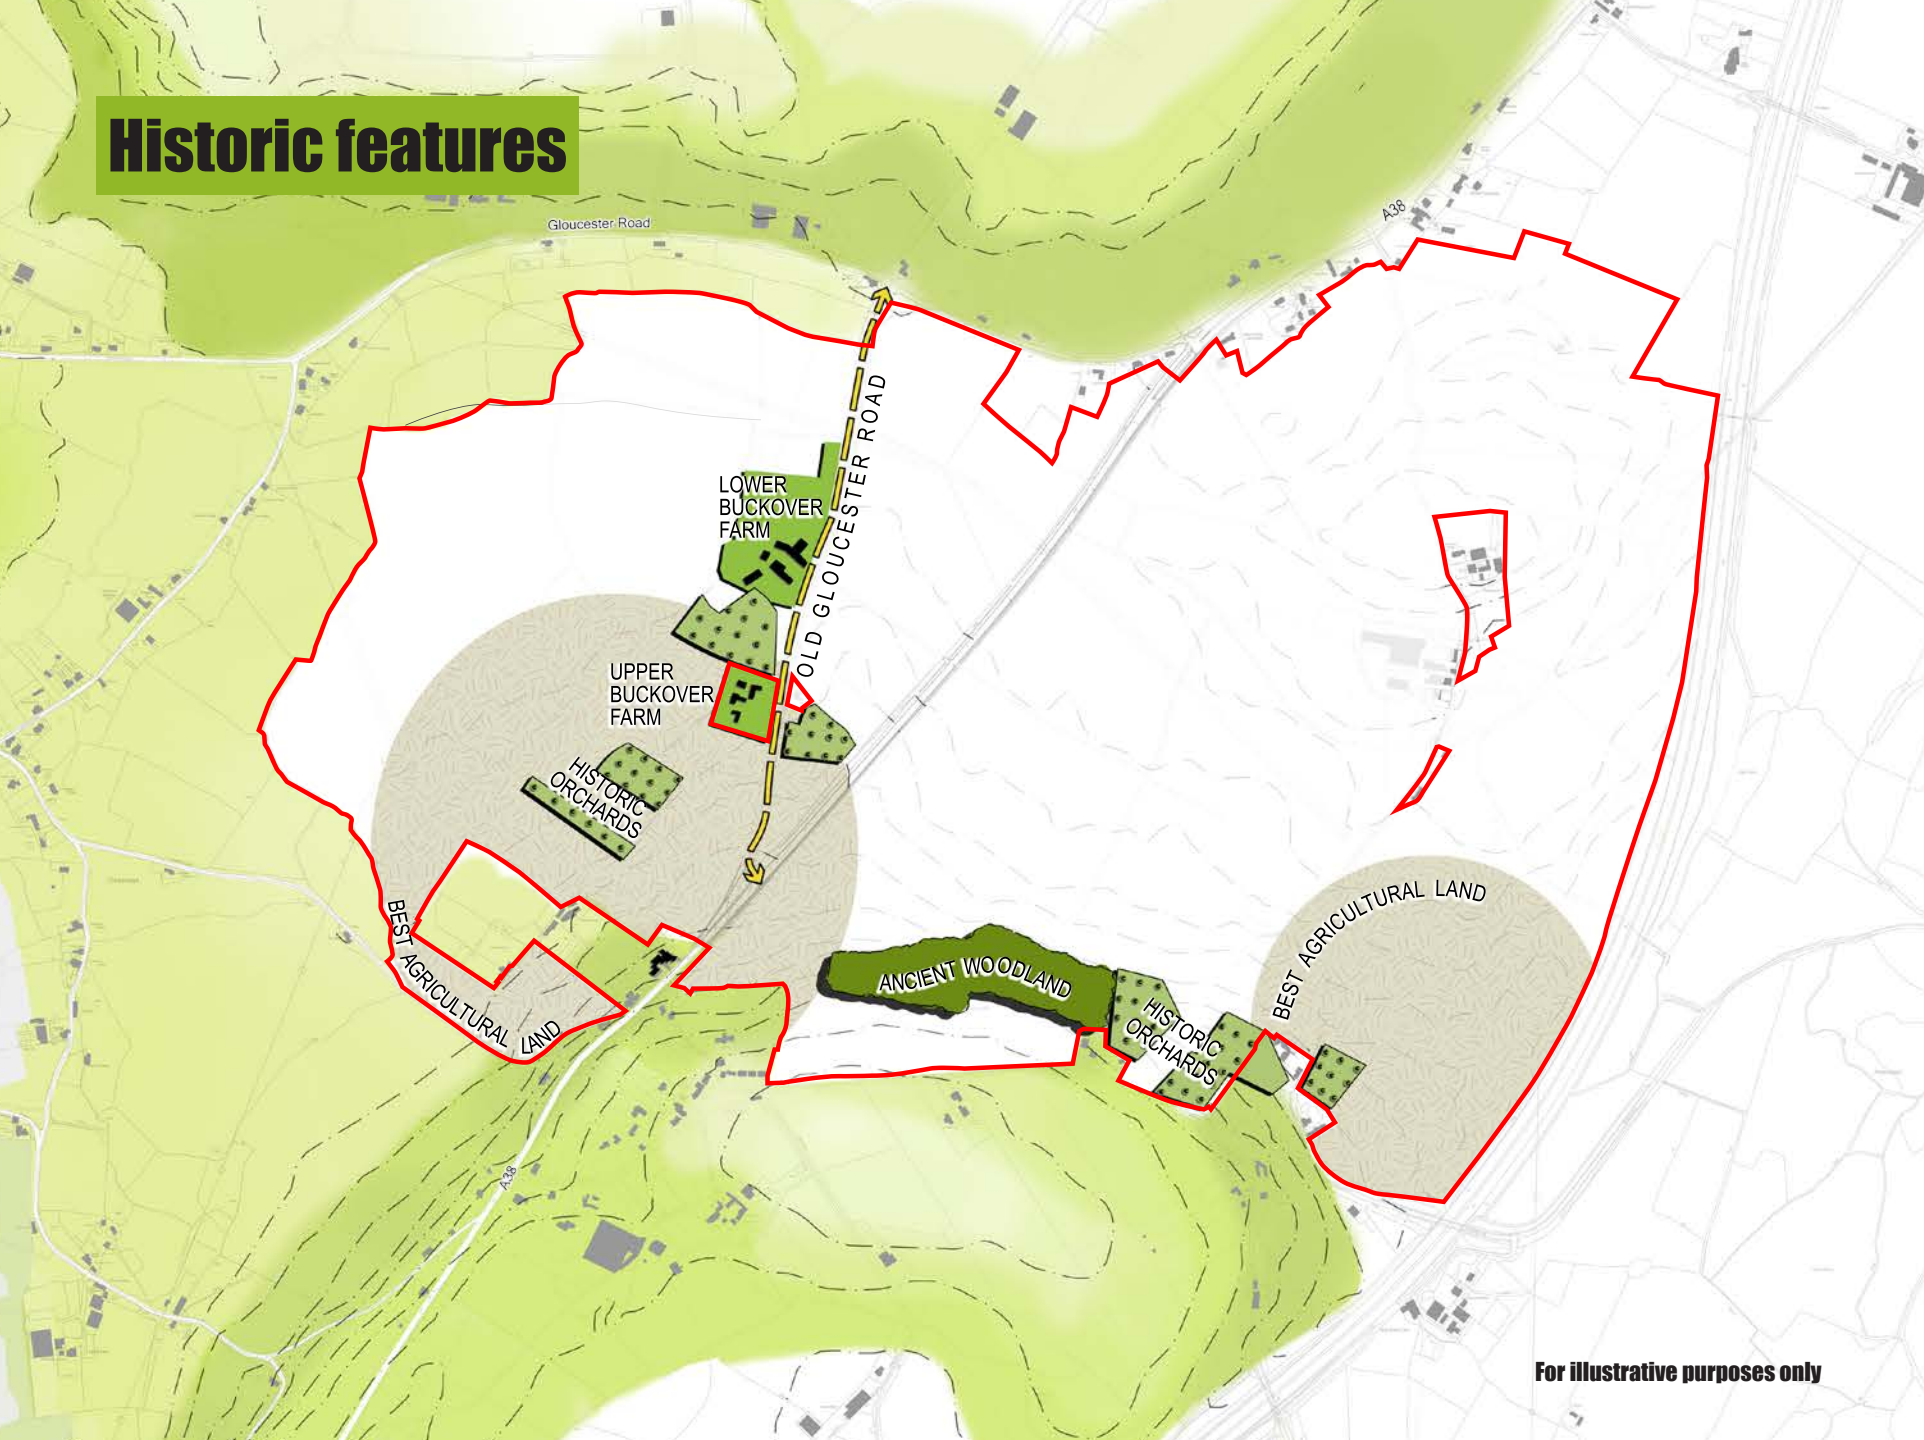 Historic features
Gloucester Road
A38
OLD GLOUCESTER ROAD
LOWER
BUCKOVER
FARM
UPPER
BUCKOVER
FARM
HISTORIC
ORCHARDS
BEST AGRICULTURAL LAND
BEST AGRICULTURAL LAND
ANCIENT WOODLAND
HISTORIC
ORCHARDS
A38
For illustrative purposes only